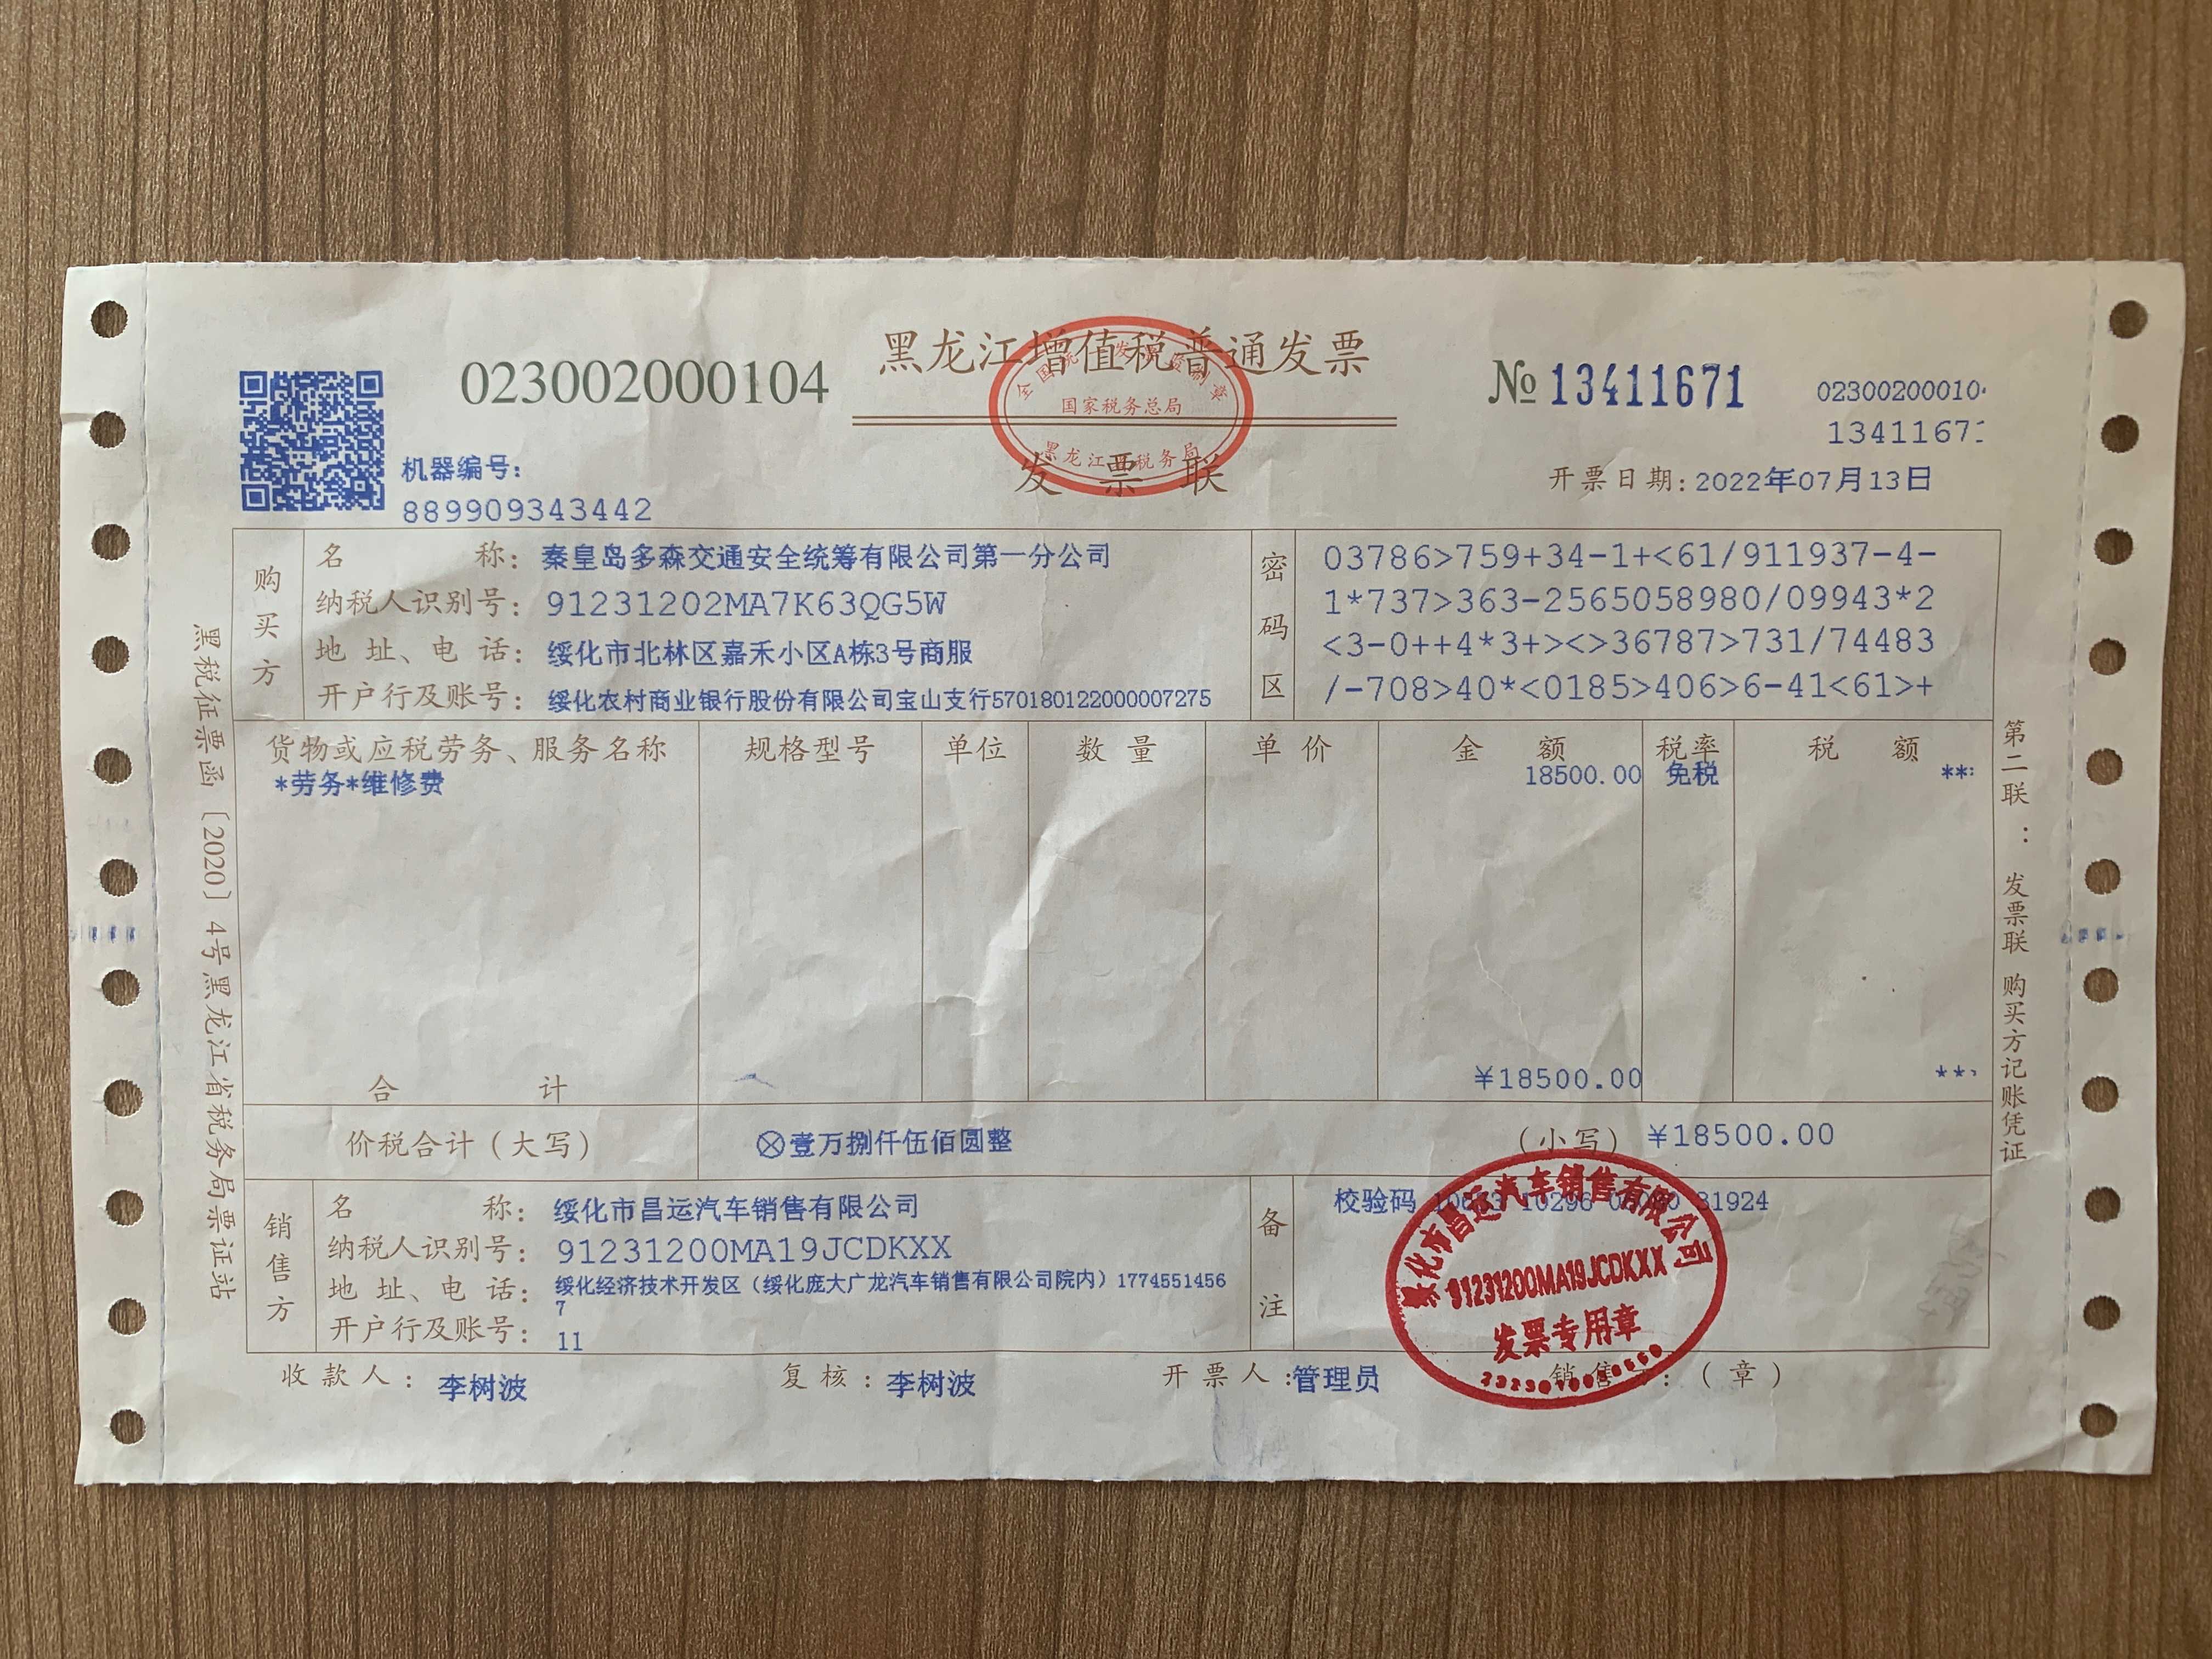 黑龙江增值税普通发票
发票联
全国统一发票监制章
国家税务总局
黑龙江省税务局
023002000104
№ 13411671
02300200010
1341167
机器编号：
889909343442
开票日期：2022年07月13日
购买方
名称：秦皇岛多森交通安全统筹有限公司第一分公司
纳税人识别号：91231202MA7K63QG5W
地址、电话：绥化市北林区嘉禾小区A栋3号商服
开户行及账号：绥化农村商业银行股份有限公司宝山支行570180122000007275
密码区
03786>759+34-1+<61/911937-4-
1*737>363-2565058980/09943*2
<3-0++4*3+><>36787>731/74483
/-708>40*<0185>406>6-41<61>+
货物或应税劳务、服务名称 规格型号 单位 数量 单价 金额 税率 税额
*劳务*维修费 18500.00 免税 **
合计 ¥18500.00 **
价税合计（大写） ⊗壹万捌仟伍佰圆整 （小写） ¥18500.00
销售方
名称：绥化市昌运汽车销售有限公司
纳税人识别号：91231200MA19JCDKXX
地址、电话：绥化经济技术开发区（绥化庞大广龙汽车销售有限公司院内）1774551456
7
开户行及账号：11
备注
校验码 10296 31924
绥化市昌运汽车销售有限公司
91231200MA19JCDKXX
发票专用章
收款人：李树波 复核：李树波 开票人：管理员 销售：（章）
黑税征票函〔2020〕4号黑龙江省税务局票证站
第二联：发票联 购买方记账凭证